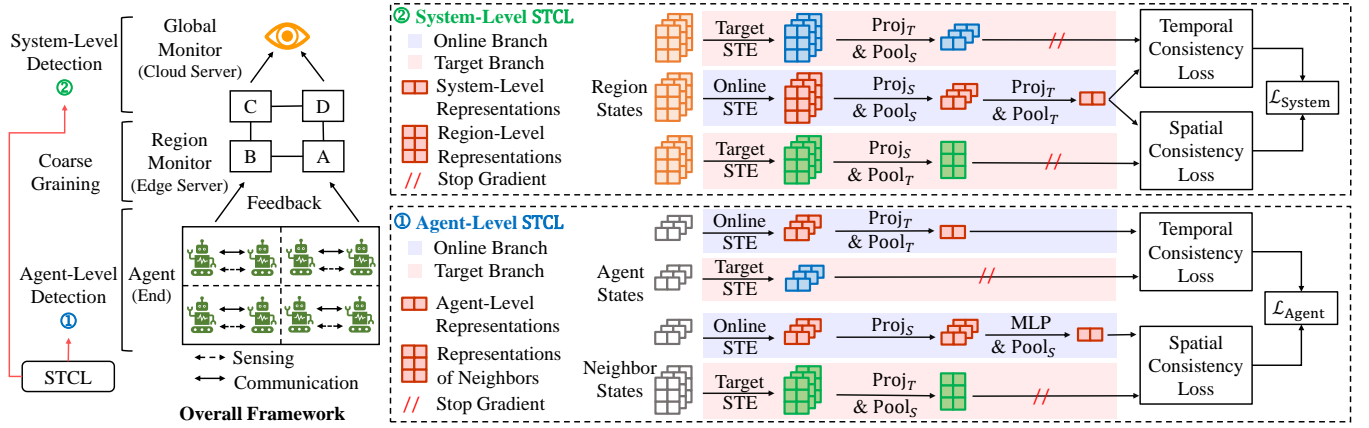 System-Level
Detection
②
Coarse
Graining
Agent-Level
Detection
①
STCL
Global
Monitor
(Cloud Server)
Region
Monitor
(Edge Server)
Agent
(End)
C
D
B
A
Feedback
Sensing
Communication
Overall Framework
② System-Level STCL
Online Branch
Target Branch
System-Level
Representations
Region-Level
Representations
Stop Gradient
Region
States
Target
STE
Proj_T
& Pool_S
Online
STE
Proj_S
& Pool_S
Proj_T
& Pool_T
Target
STE
Proj_S
& Pool_T
Temporal
Consistency
Loss
Spatial
Consistency
Loss
ℒ_System
① Agent-Level STCL
Online Branch
Target Branch
Agent-Level
Representations
Representations
of Neighbors
Stop Gradient
Agent
States
Neighbor
States
Online
STE
Proj_T
& Pool_T
Target
STE
Online
STE
Proj_S
MLP
& Pool_S
Target
STE
Proj_T
& Pool_S
Temporal
Consistency
Loss
Spatial
Consistency
Loss
ℒ_Agent